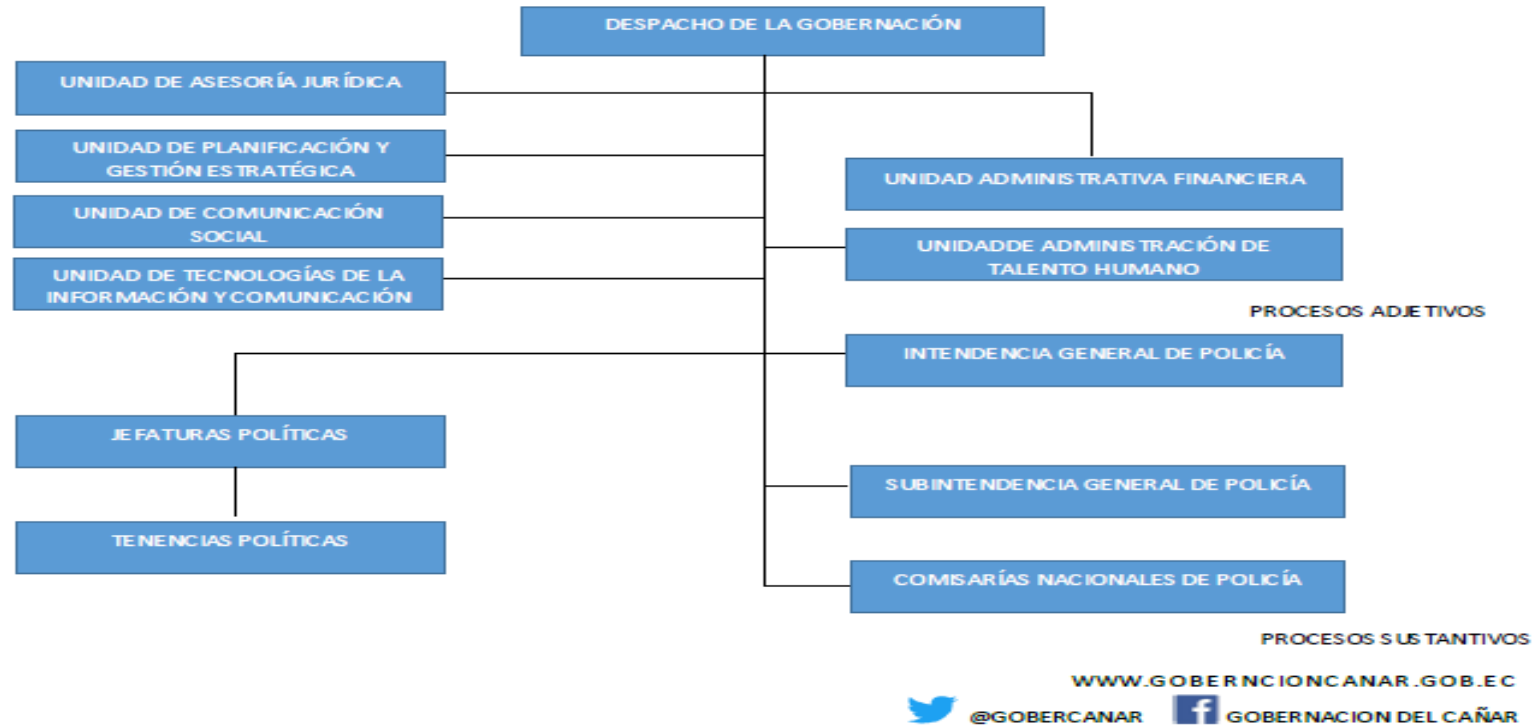 DESPACHO DE LA GOBERNACIÓN
UNIDAD DE ASESORÍA JURÍDICA
UNIDAD DE PLANIFICACIÓN Y
GESTIÓN ESTRATÉGICA
UNIDAD DE COMUNICACIÓN
SOCIAL
UNIDAD DE TECNOLOGÍAS DE LA
INFORMACIÓN Y COMUNICACIÓN
UNIDAD ADMINISTRATIVA FINANCIERA
UNIDADDE ADMINISTRACIÓN DE
TALENTO HUMANO
PROCESOS ADJETIVOS
INTENDENCIA GENERAL DE POLICÍA
JEFATURAS POLÍTICAS
SUBINTENDENCIA GENERAL DE POLICÍA
TENENCIAS POLÍTICAS
COMISARÍAS NACIONALES DE POLICÍA
PROCESOS SUSTANTIVOS
WWW.GOBERNCIONCANAR.GOB.EC
@GOBERCANAR GOBERNACION DEL CAÑAR